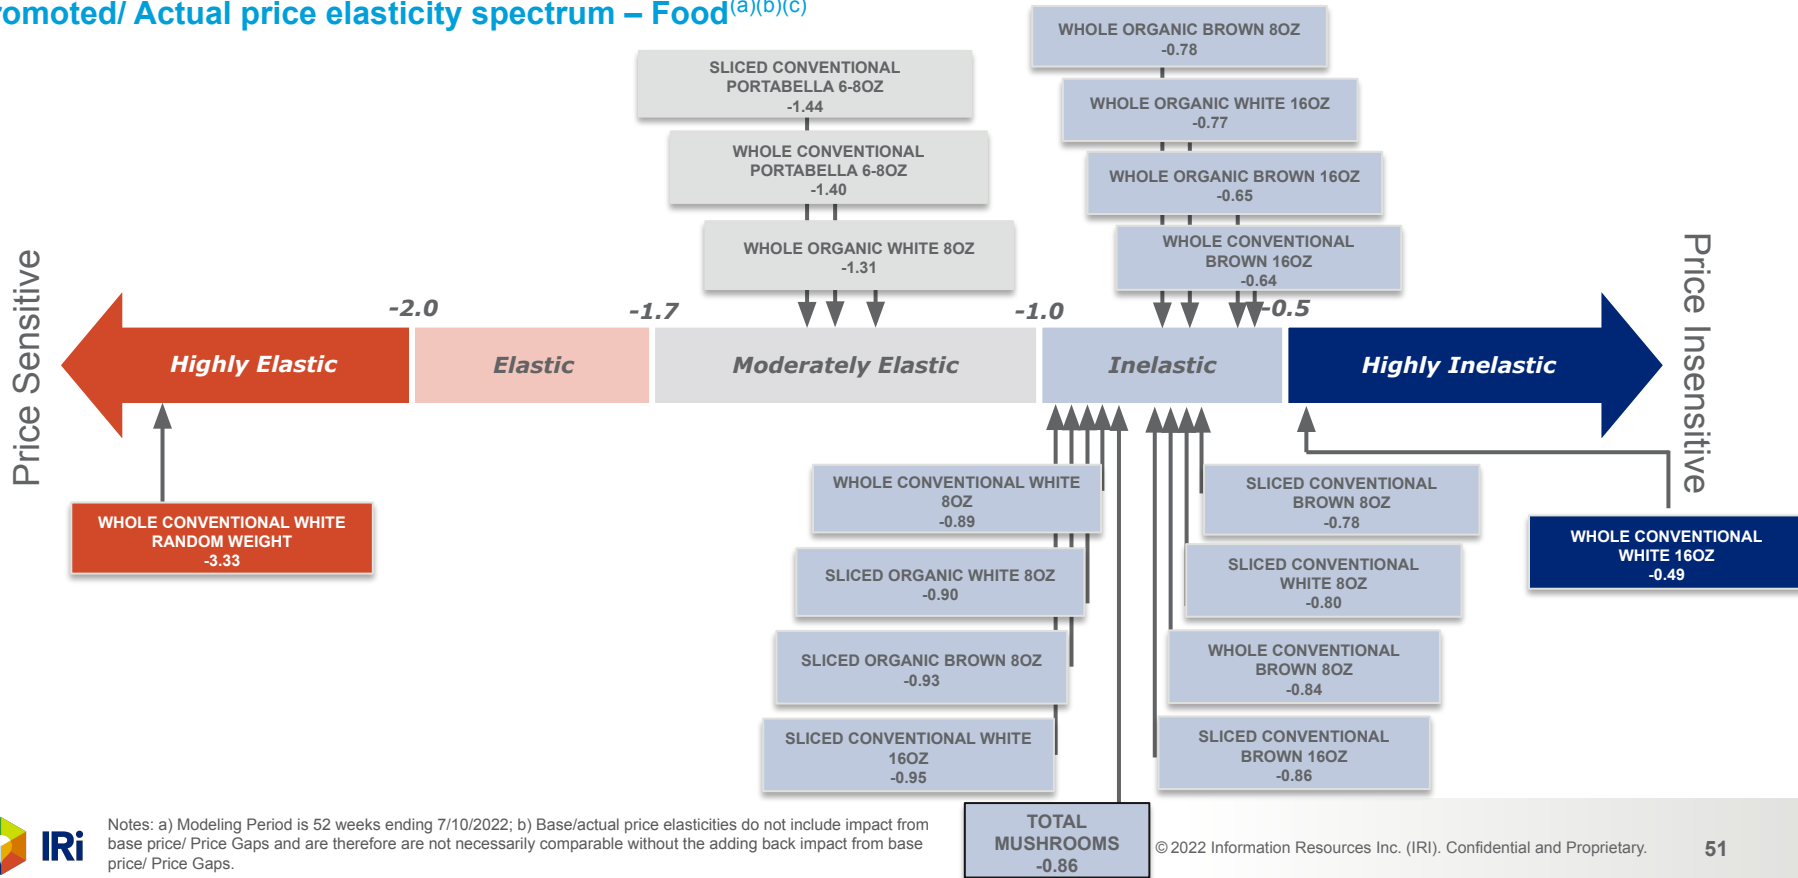 romoted/ Actual price elasticity spectrum – Food(a)(b)(c)
WHOLE ORGANIC BROWN 8OZ
-0.78
SLICED CONVENTIONAL
PORTABELLA 6-8OZ
-1.44
WHOLE ORGANIC WHITE 16OZ
-0.77
WHOLE CONVENTIONAL
PORTABELLA 6-8OZ
-1.40
WHOLE ORGANIC BROWN 16OZ
-0.65
WHOLE ORGANIC WHITE 8OZ
-1.31
WHOLE CONVENTIONAL
BROWN 16OZ
-0.64
Price Sensitive
-2.0
-1.7
-1.0
-0.5
Highly Elastic
Elastic
Moderately Elastic
Inelastic
Highly Inelastic
Price Insensitive
WHOLE CONVENTIONAL WHITE
RANDOM WEIGHT
-3.33
WHOLE CONVENTIONAL WHITE
8OZ
-0.89
SLICED ORGANIC WHITE 8OZ
-0.90
SLICED ORGANIC BROWN 8OZ
-0.93
SLICED CONVENTIONAL WHITE
16OZ
-0.95
SLICED CONVENTIONAL
BROWN 8OZ
-0.78
SLICED CONVENTIONAL
WHITE 8OZ
-0.80
WHOLE CONVENTIONAL
BROWN 8OZ
-0.84
SLICED CONVENTIONAL
BROWN 16OZ
-0.86
WHOLE CONVENTIONAL
WHITE 16OZ
-0.49
TOTAL
MUSHROOMS
-0.86
IRi
Notes: a) Modeling Period is 52 weeks ending 7/10/2022; b) Base/actual price elasticities do not include impact from
base price/ Price Gaps and are therefore are not necessarily comparable without the adding back impact from base
price/ Price Gaps.
© 2022 Information Resources Inc. (IRI). Confidential and Proprietary.
51